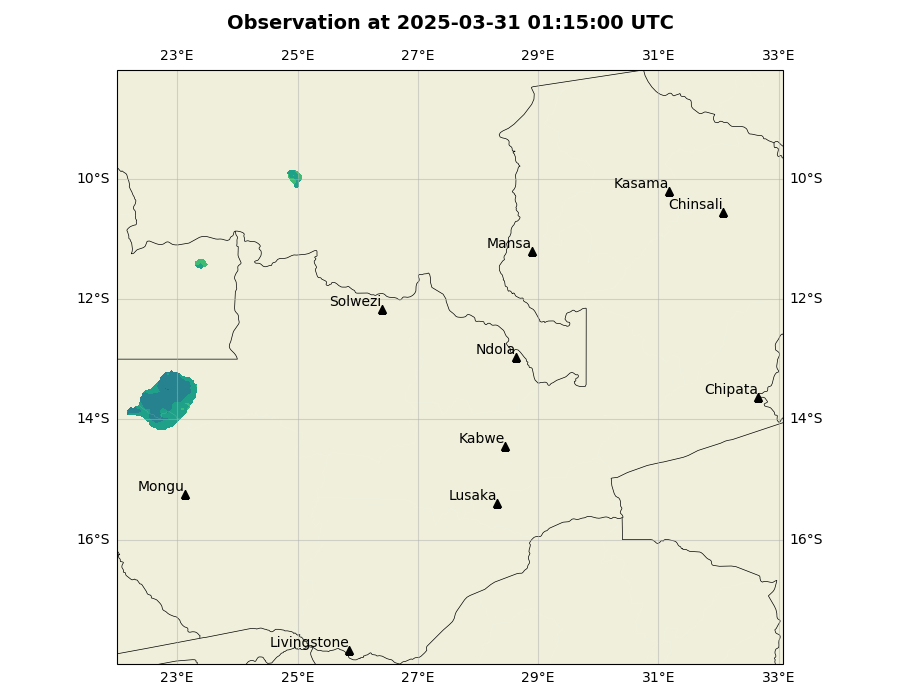 Observation at 2025-03-31 01:15:00 UTC
23°E 25°E 27°E 29°E 31°E 33°E
10°S 10°S
Kasama
Chinsali
Mansa
12°S 12°S
Solwezi
Ndola
Chipata
14°S 14°S
Kabwe
Mongu
Lusaka
16°S 16°S
Livingstone
23°E 25°E 27°E 29°E 31°E 33°E